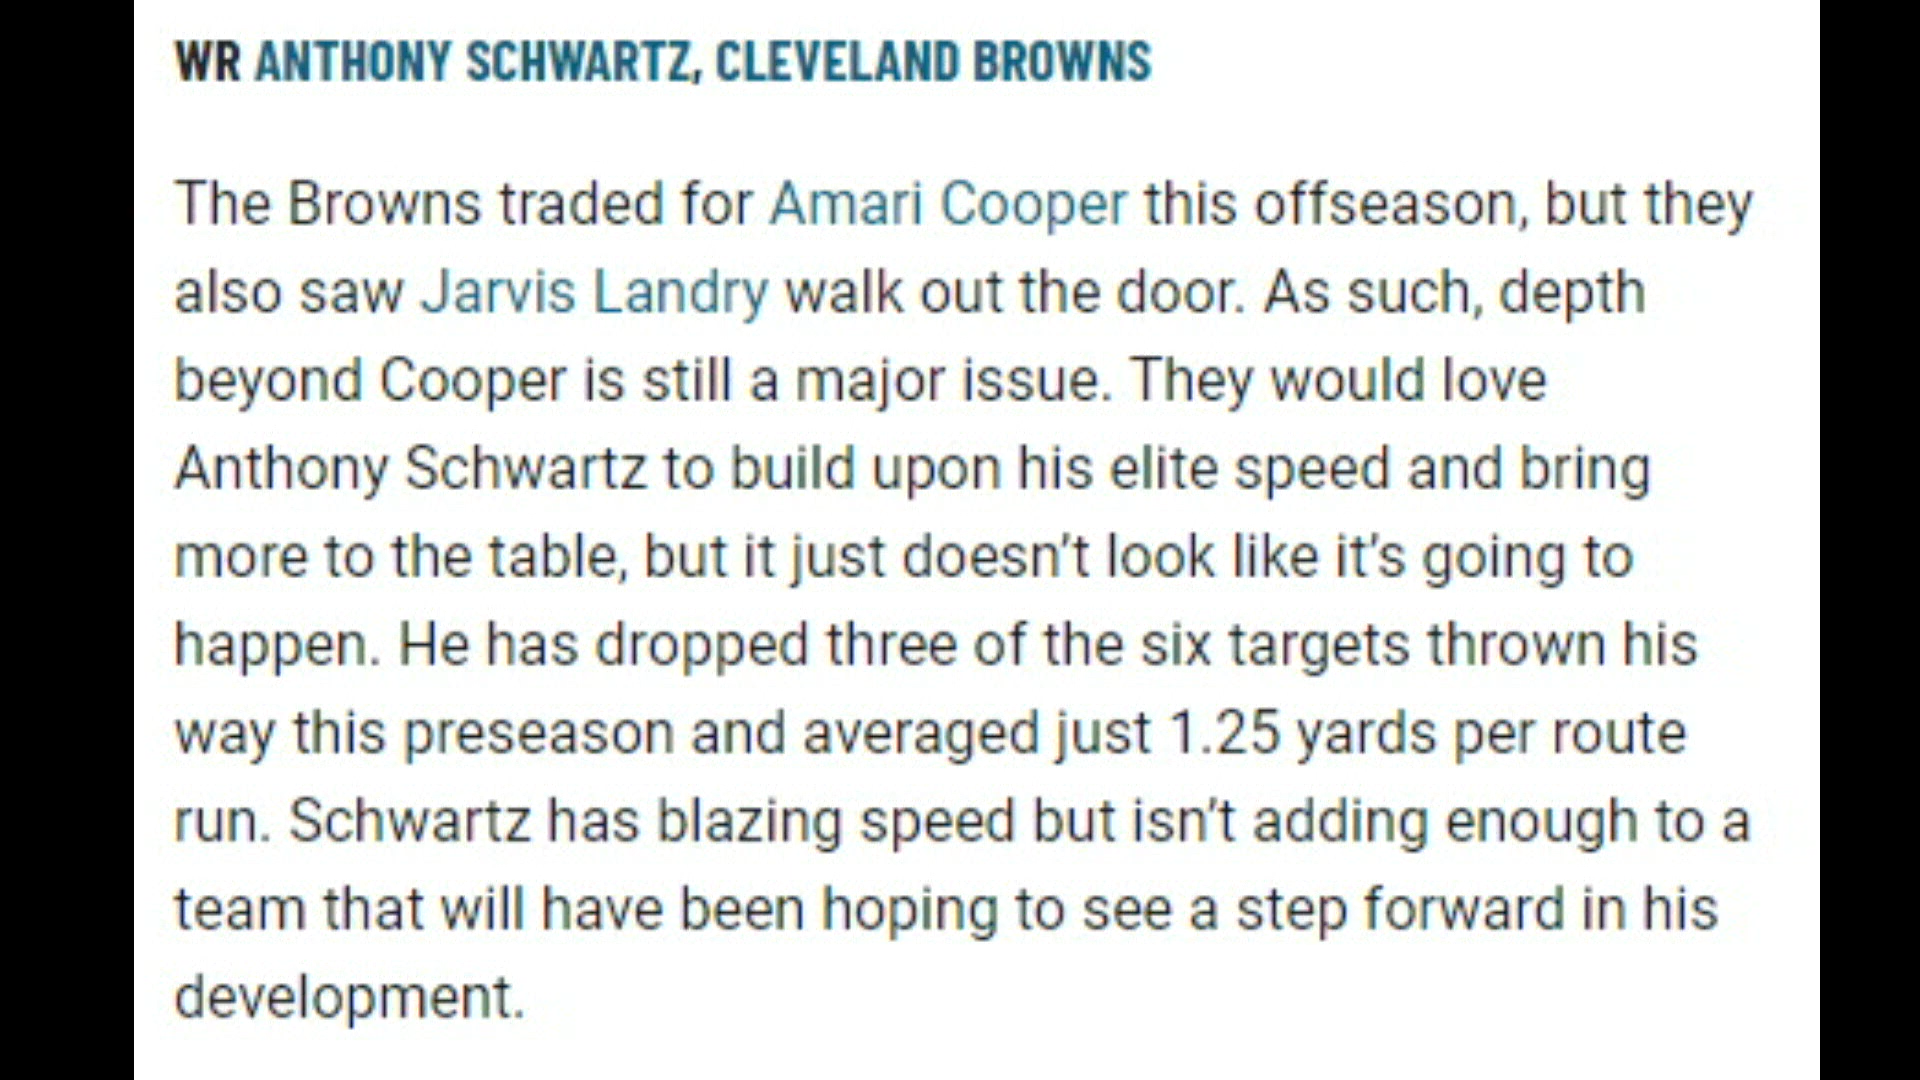 WR ANTHONY SCHWARTZ, CLEVELAND BROWNS
The Browns traded for Amari Cooper this offseason, but they
also saw Jarvis Landry walk out the door. As such, depth
beyond Cooper is still a major issue. They would love
Anthony Schwartz to build upon his elite speed and bring
more to the table, but it just doesn’t look like it’s going to
happen. He has dropped three of the six targets thrown his
way this preseason and averaged just 1.25 yards per route
run. Schwartz has blazing speed but isn’t adding enough to a
team that will have been hoping to see a step forward in his
development.